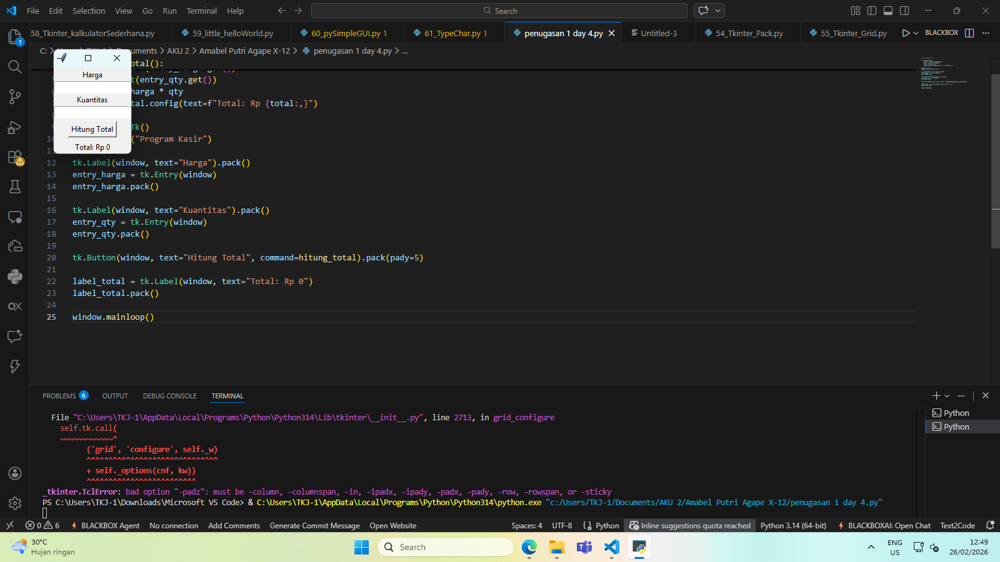 File Edit Selection View Go Run Terminal Help
Search
58_Tkinter_kalkulatorSederhana.py
59_little_helloWorld.py
60_pySimpleGUI.py 1
61_TypeChar.py 1
penugasan 1 day 4.py
Untitled-3
54_Tkinter_Pack.py
55_Tkinter_Grid.py
BLACKBOX
C: > AKU 2 > Amabel Putri Agape X-12 > penugasan 1 day 4.py > ...
otal():
t(entry_qty.get())
harga * qty
tal.config(text=f"Total: Rp {total:,}")
Tk()
10 ("Program Kasir")
12 tk.Label(window, text="Harga").pack()
13 entry_harga = tk.Entry(window)
14 entry_harga.pack()
15
16 tk.Label(window, text="Kuantitas").pack()
17 entry_qty = tk.Entry(window)
18 entry_qty.pack()
19
20 tk.Button(window, text="Hitung Total", command=hitung_total).pack(pady=5)
21
22 label_total = tk.Label(window, text="Total: Rp 0")
23 label_total.pack()
24
25 window.mainloop()
Harga
Kuantitas
Hitung Total
Total: Rp 0
PROBLEMS 6 OUTPUT DEBUG CONSOLE TERMINAL
File "C:\Users\TKJ-1\AppData\Local\Programs\Python\Python314\Lib\tkinter\__init__.py", line 2713, in grid_configure
self.tk.call(
~~~~~~~~~~~~^
('grid', 'configure', self._w)
^^^^^^^^^^^^^^^^^^^^^^^^^^^^^^
+ self._options(cnf, kw))
^^^^^^^^^^^^^^^^^^^^^^^^^
_tkinter.TclError: bad option "-padz": must be -column, -columnspan, -in, -ipadx, -ipady, -padx, -pady, -row, -rowspan, or -sticky
PS C:\Users\TKJ-1\Downloads\Microsoft VS Code> & C:\Users\TKJ-1\AppData\Local\Programs\Python\Python314\python.exe "c:/Users/TKJ-1/Documents/AKU 2/Amabel Putri Agape X-12/penugasan 1 day 4.py"
Python
Python
0 6 BLACKBOX Agent No connection Add Comments Generate Commit Message Open Website Spaces: 4 UTF-8 Python Inline suggestions quota reached Python 3.14 (64-bit) BLACKBOXAI: Open Chat Text2Code
30°C
Hujan ringan
Search
ENG
US
12:49
26/02/2026